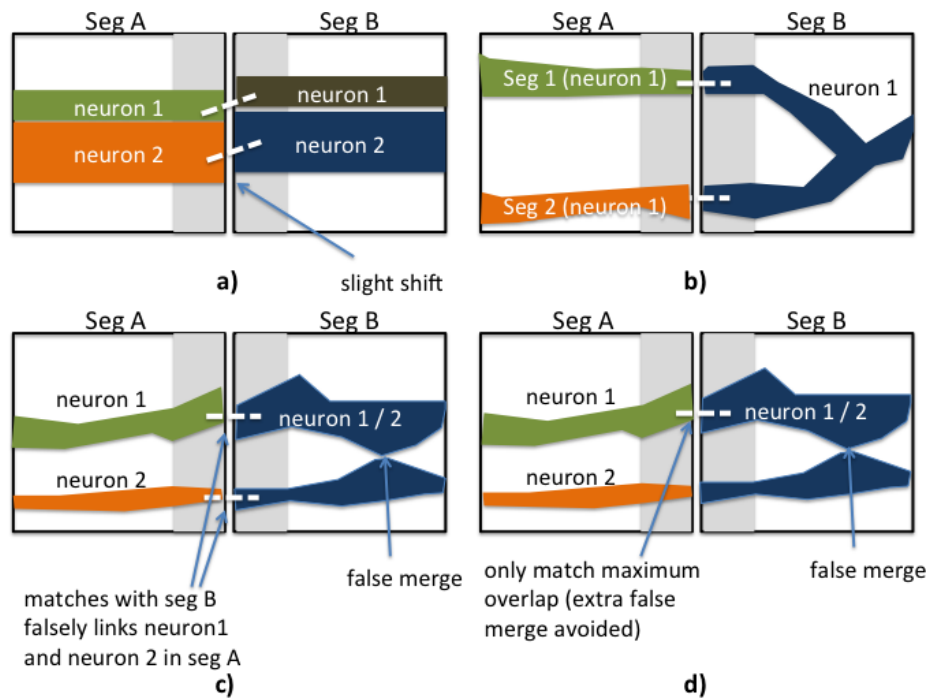 Seg A
Seg B
neuron 1
neuron 1
neuron 2
neuron 2
slight shift
a)
Seg A
Seg B
Seg 1 (neuron 1)
neuron 1
Seg 2 (neuron 1)
b)
Seg A
Seg B
neuron 1
neuron 1 / 2
neuron 2
false merge
matches with seg B
falsely links neuron1
and neuron 2 in seg A
c)
Seg A
Seg B
neuron 1
neuron 1 / 2
neuron 2
only match maximum
overlap (extra false
merge avoided)
false merge
d)